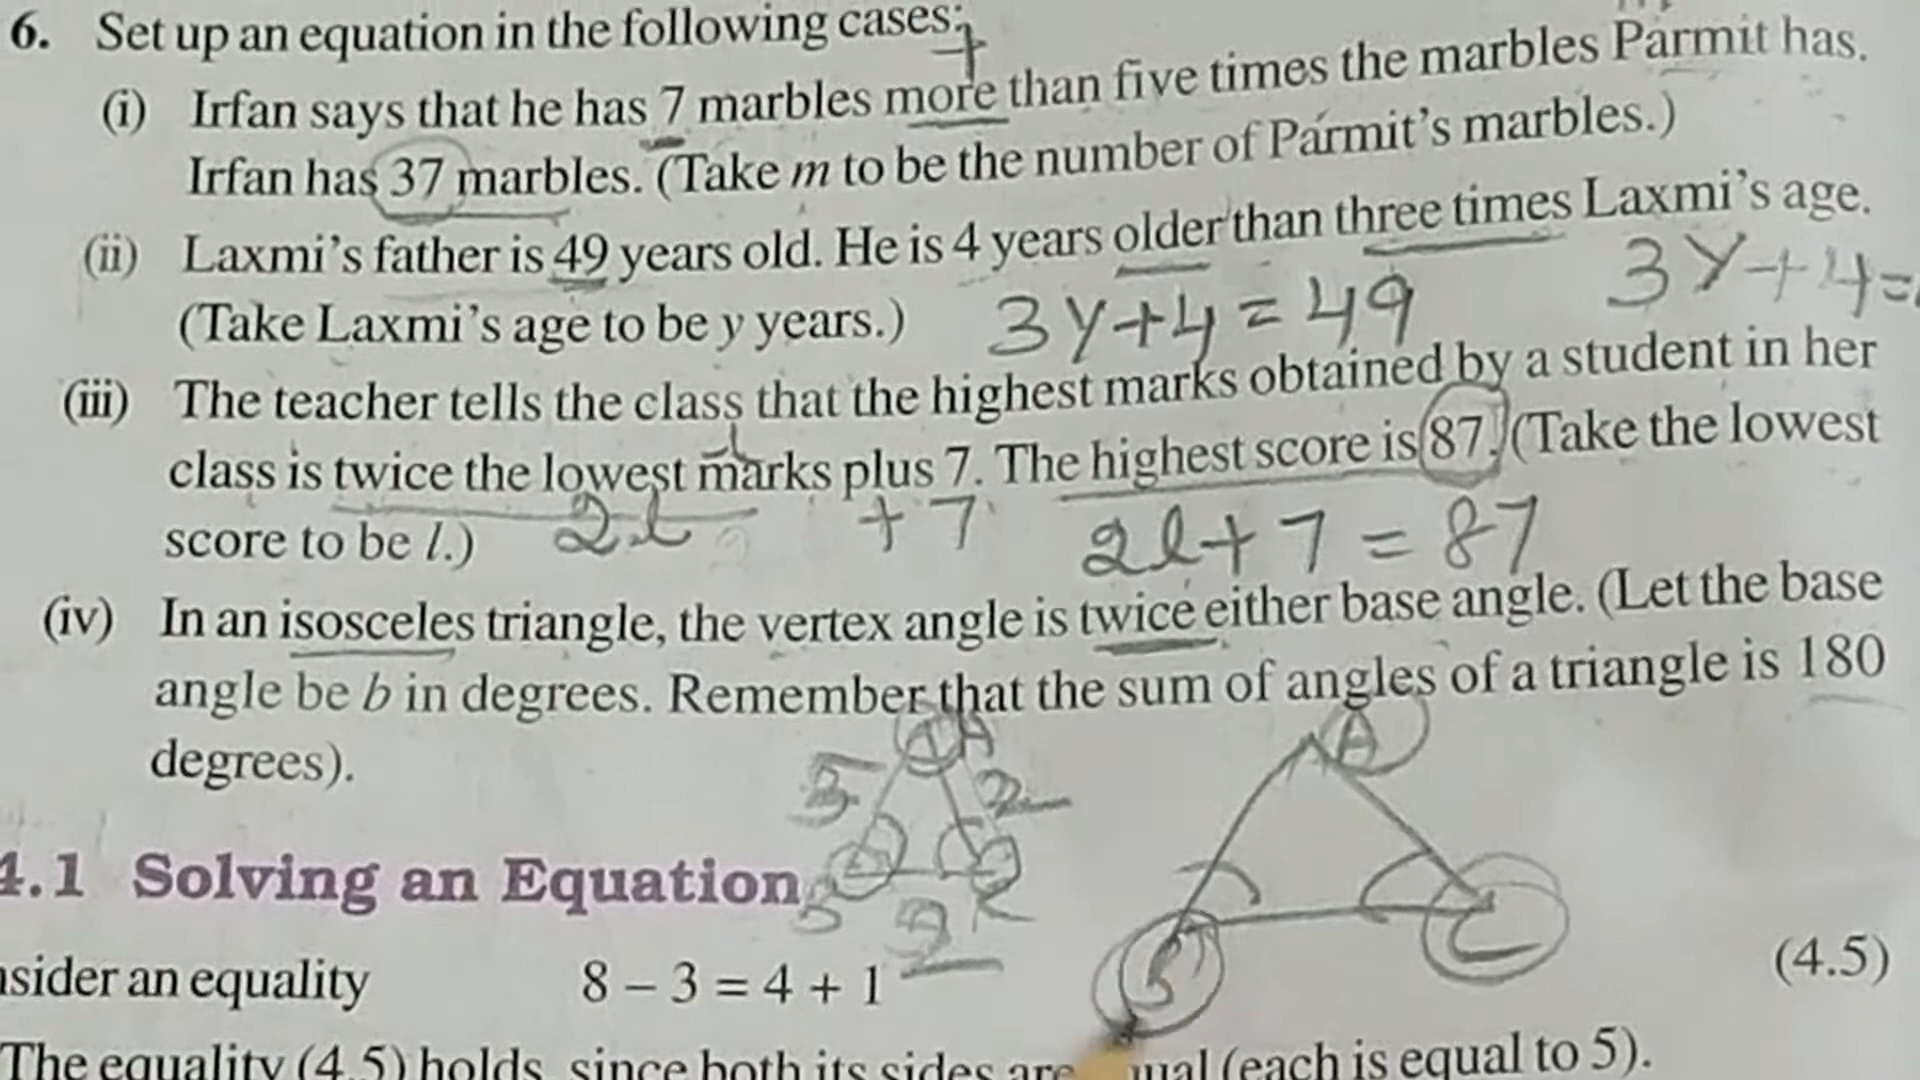 6. Set up an equation in the following cases:
+
(i) Irfan says that he has 7 marbles more than five times the marbles Parmit has.
Irfan has 37 marbles. (Take m to be the number of Parmit's marbles.)
(ii) Laxmi's father is 49 years old. He is 4 years older than three times Laxmi's age.
3y+4=
(Take Laxmi's age to be y years.) 3y+4=49
(iii) The teacher tells the class that the highest marks obtained by a student in her
class is twice the lowest marks plus 7. The highest score is 87. (Take the lowest
score to be l.) 2l +7 2l+7=87
(iv) In an isosceles triangle, the vertex angle is twice either base angle. (Let the base
angle be b in degrees. Remember that the sum of angles of a triangle is 180
degrees).
A A
2
4.1 Solving an Equation
B C
2
nsider an equality 8 – 3 = 4 + 1 (4.5)
The equality (4.5) holds, since both its sides are equal (each is equal to 5).